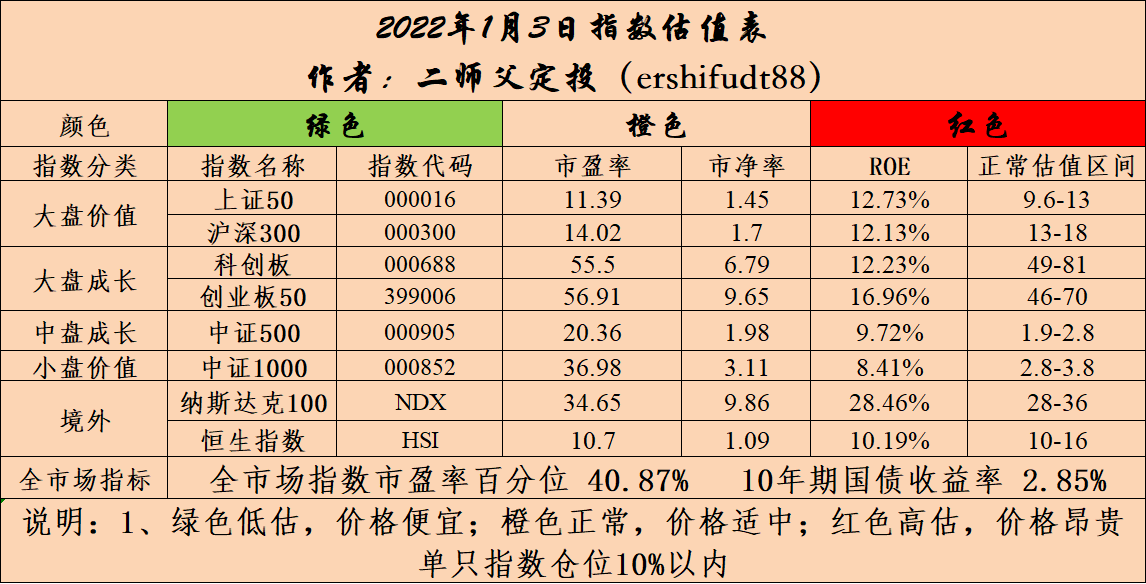 2022年1月3日指数估值表
作者：二师父定投（ershifudt88）
颜色 绿色 橙色 红色
指数分类 指数名称 指数代码 市盈率 市净率 ROE 正常估值区间
大盘价值 上证50 000016 11.39 1.45 12.73% 9.6-13
沪深300 000300 14.02 1.7 12.13% 13-18
大盘成长 科创板 000688 55.5 6.79 12.23% 49-81
创业板50 399006 56.91 9.65 16.96% 46-70
中盘成长 中证500 000905 20.36 1.98 9.72% 1.9-2.8
小盘价值 中证1000 000852 36.98 3.11 8.41% 2.8-3.8
境外 纳斯达克100 NDX 34.65 9.86 28.46% 28-36
恒生指数 HSI 10.7 1.09 10.19% 10-16
全市场指标 全市场指数市盈率百分位 40.87% 10年期国债收益率 2.85%
说明：1、绿色低估，价格便宜；橙色正常，价格适中；红色高估，价格昂贵
单只指数仓位10%以内